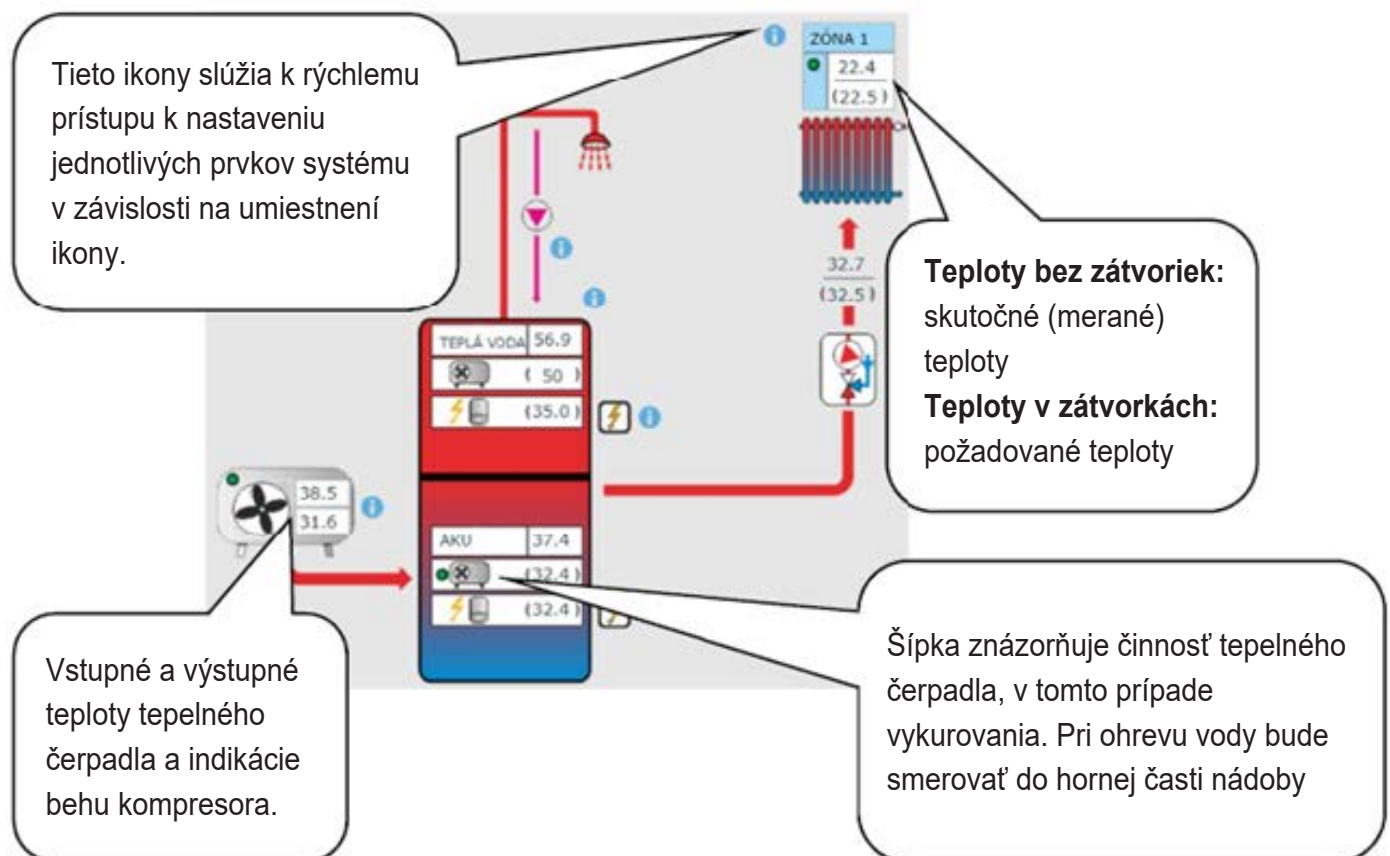 Tieto ikony slúžia k rýchlemu
prístupu k nastaveniu
jednotlivých prvkov systému
v závislosti na umiestnení
ikony.
ZÓNA 1
22.4
(22.5)
32.7
(32.5)
Teploty bez zátvoriek:
skutočné (merané)
teploty
Teploty v zátvorkách:
požadované teploty
TEPLÁ VODA 56.9
( 50 )
(35.0)
38.5
31.6
AKU 37.4
(32.4)
(32.4)
Vstupné a výstupné
teploty tepelného
čerpadla a indikácie
behu kompresora.
Šípka znázorňuje činnosť tepelného
čerpadla, v tomto prípade
vykurovania. Pri ohrevu vody bude
smerovať do hornej časti nádoby